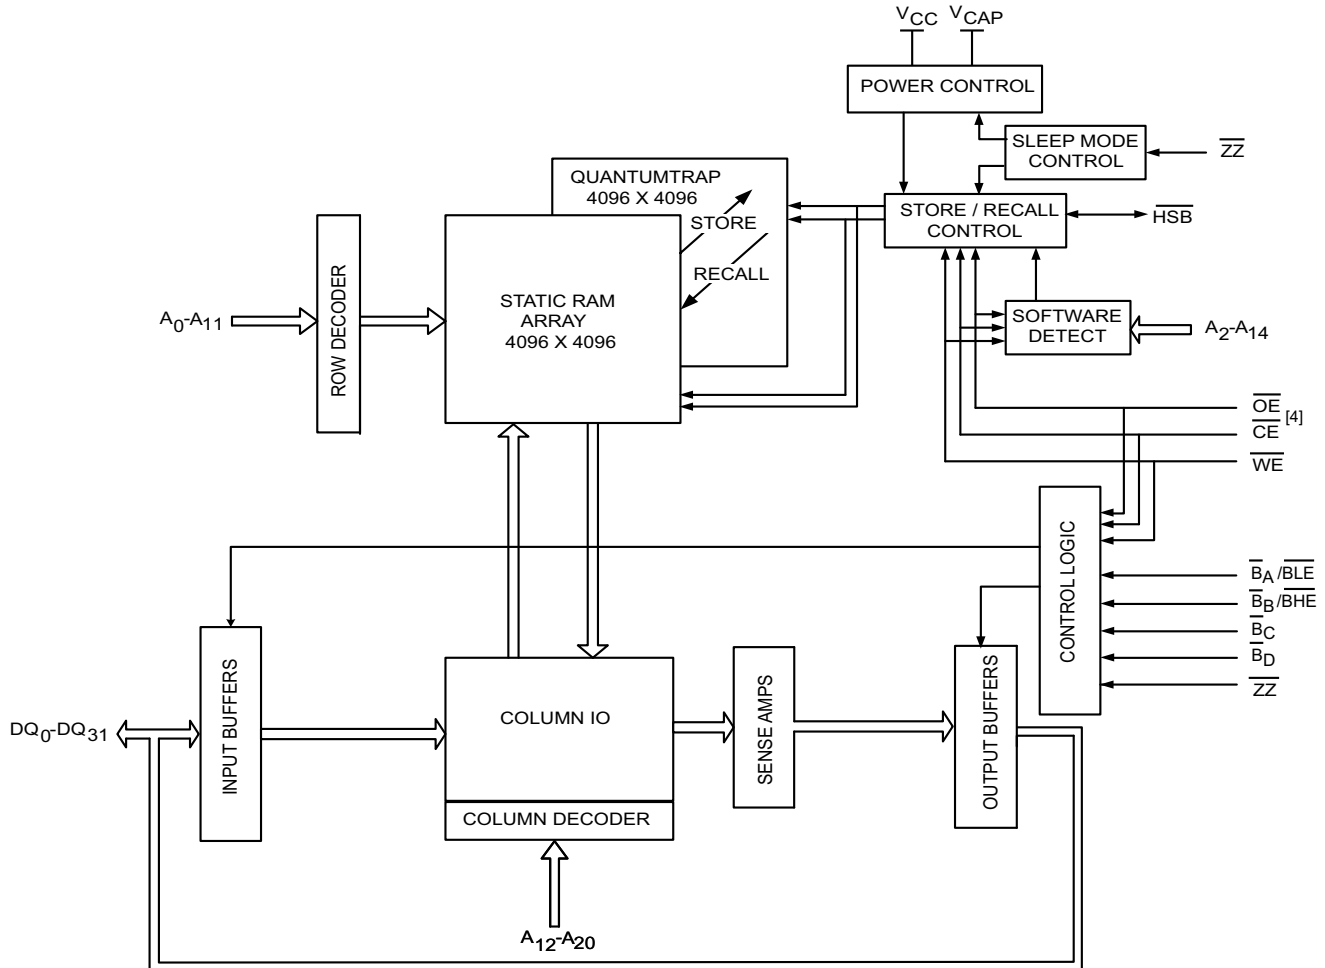 VCC
VCAP
POWER CONTROL
SLEEP MODE
CONTROL
ZZ
QUANTUMTRAP
4096 X 4096
STORE
RECALL
STORE / RECALL
CONTROL
HSB
ROW DECODER
A0-A11
STATIC RAM
ARRAY
4096 X 4096
SOFTWARE
DETECT
A2-A14
OE
CE [4]
WE
CONTROL LOGIC
BA/BLE
BB/BHE
BC
BD
ZZ
DQ0-DQ31
INPUT BUFFERS
COLUMN IO
COLUMN DECODER
SENSE AMPS
OUTPUT BUFFERS
A12-A20